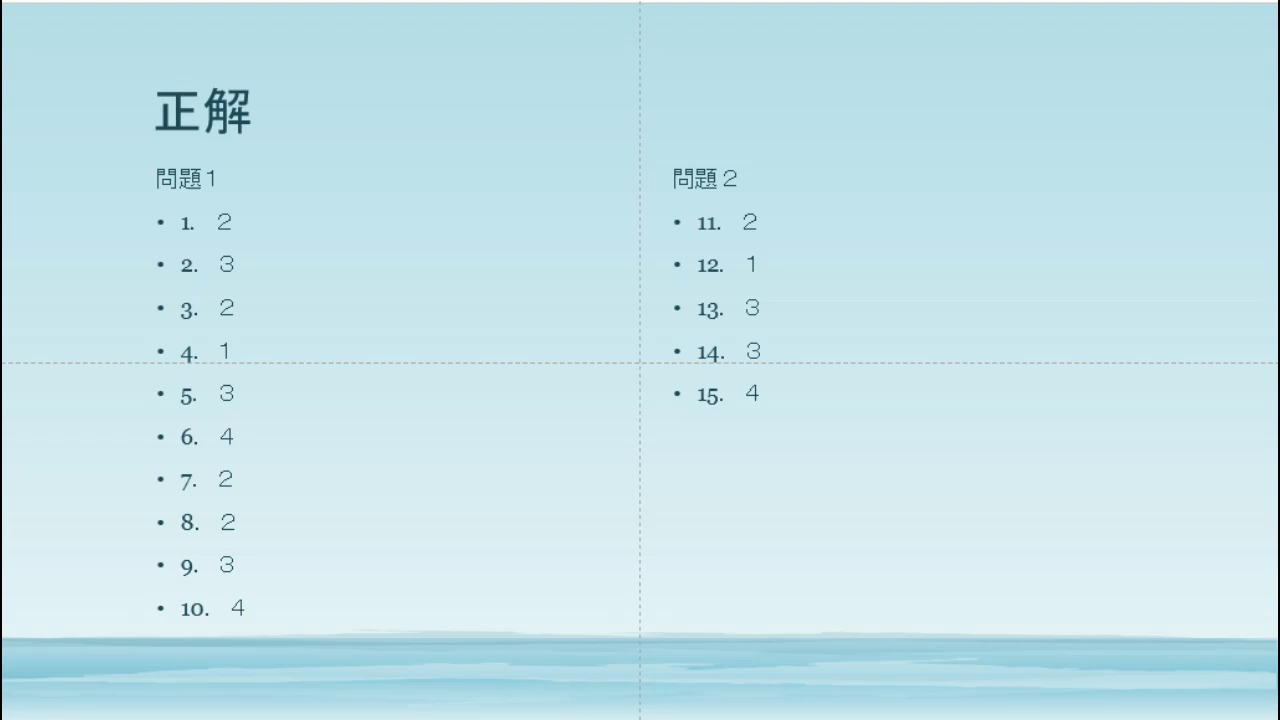 正解
問題1
• 1. 2
• 2. 3
• 3. 2
• 4. 1
• 5. 3
• 6. 4
• 7. 2
• 8. 2
• 9. 3
• 10. 4
問題2
• 11. 2
• 12. 1
• 13. 3
• 14. 3
• 15. 4